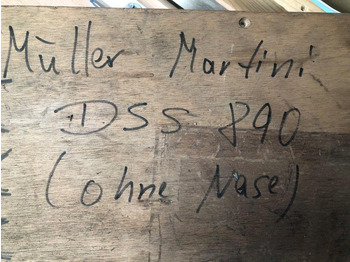 Müller Martini
DSS 890
(ohne Nase)